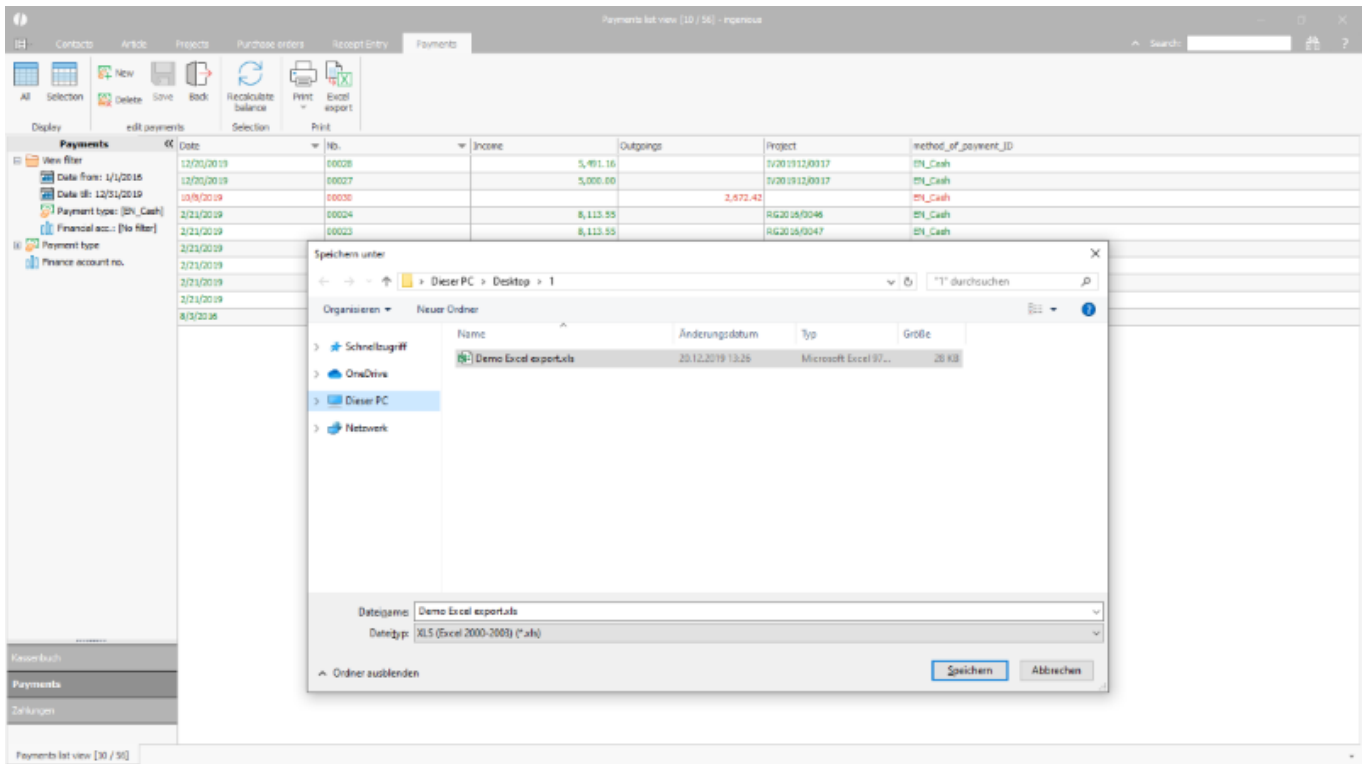 Payments list view [10 / 56] - ingenious
Contacts Article Projects Purchase orders Receipt Entry Payments Search: ?
All Selection New Delete Save Back Recalculate balance Print Excel export
Display edit payments Selection Print
Payments « Date Nb. Income Outgoings Project method_of_payment_ID
View filter 12/20/2019 00028 5,491.16 IV201912/0017 EN_Cash
Date from: 1/1/2016 12/20/2019 00027 5,000.00 IV201912/0017 EN_Cash
Date till: 12/31/2019 10/8/2019 00030 2,672.42 EN_Cash
Payment type: [EN_Cash] 2/21/2019 00024 8,113.55 RG2016/0046 EN_Cash
Financial acc.: [No filter] 2/21/2019 00023 8,113.55 RG2016/0047 EN_Cash
Payment type 2/21/2019
Finance account no. 2/21/2019
2/21/2019
2/21/2019
8/3/2016
Speichern unter
Dieser PC > Desktop > 1 "1" durchsuchen
Organisieren Neuer Ordner
Name Änderungsdatum Typ Größe
Schnellzugriff
Demo Excel export.xls 20.12.2019 13:26 Microsoft Excel 97... 28 KB
OneDrive
Dieser PC
Netzwerk
Dateiname: Demo Excel export.xls
Dateityp: XLS (Excel 2000-2003) (*.xls)
Ordner ausblenden Speichern Abbrechen
Kassenbuch
Payments
Zahlungen
Payments list view [10 / 56]